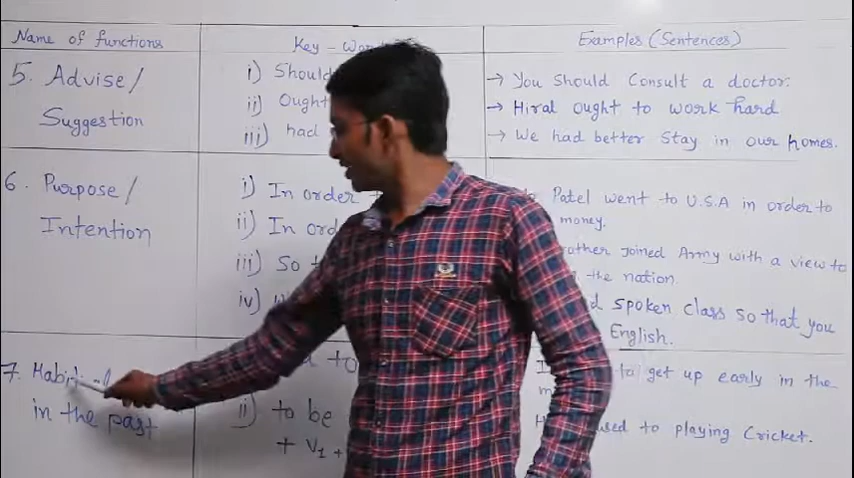 Name of functions
Key - Wor
Examples (Sentences)
5. Advise/
Suggestion
i) Should
ii) Ought
iii) had
→ You Should Consult a doctor.
→ Hiral ought to work hard
→ We had better stay in our homes.
6. Purpose/
Intention
i) In order
ii) In ord
iii) So
iv)
Patel went to U.S.A in order to
money.
joined Army with a view to
the nation
spoken class so that you
English.
7.
in the past
ii) to be
+ V1 +
to get up early in the
used to playing Cricket.